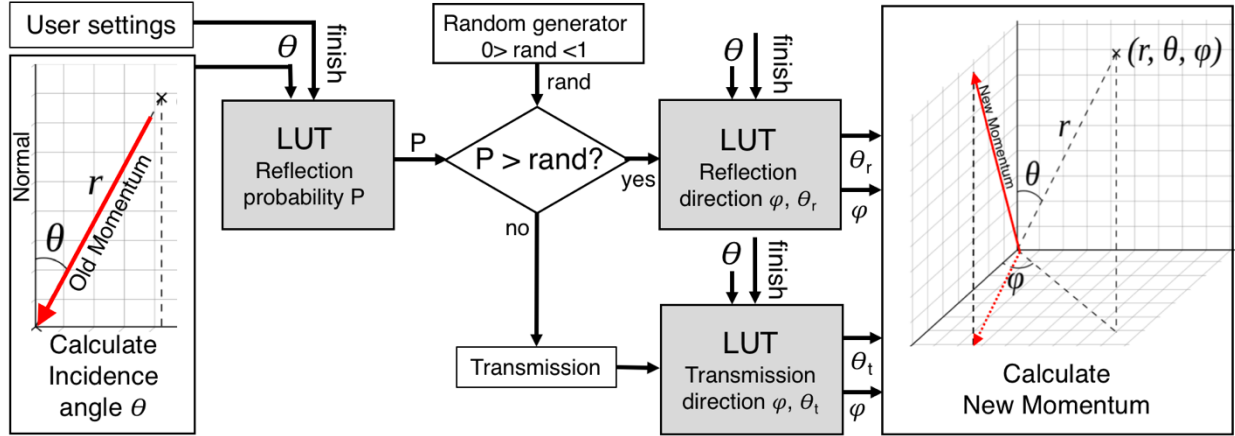 User settings
θ
finish
Normal
r
Old Momentum
θ
Calculate
Incidence
angle θ
LUT
Reflection
probability P
P
Random generator
0> rand <1
rand
P > rand?
yes
no
Transmission
θ
finish
LUT
Reflection
direction φ, θr
θr
φ
θ
finish
LUT
Transmission
direction φ, θt
θt
φ
(r, θ, φ)
New Momentum
r
θ
φ
Calculate
New Momentum